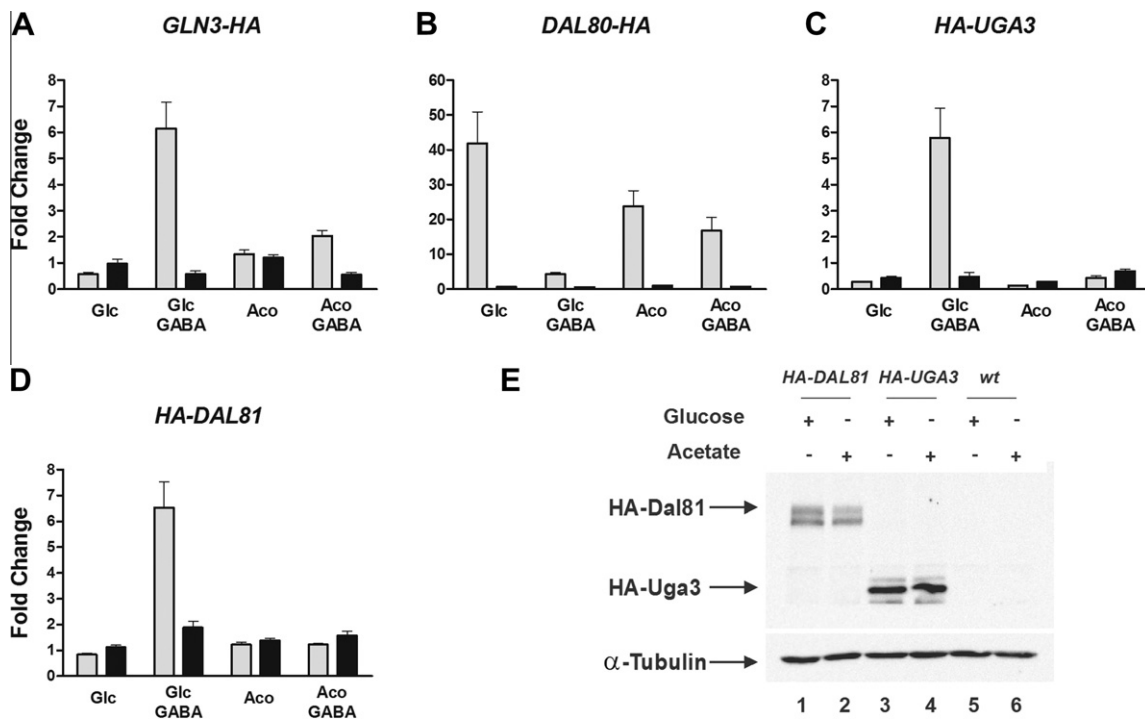 A
GLN3-HA
Fold Change
8
7
6
5
4
3
2
1
0
Glc
Glc
GABA
Aco
Aco
GABA
B
DAL80-HA
60
50
40
30
20
10
0
Glc
Glc
GABA
Aco
Aco
GABA
C
HA-UGA3
8
7
6
5
4
3
2
1
0
Glc
Glc
GABA
Aco
Aco
GABA
D
HA-DAL81
Fold Change
8
7
6
5
4
3
2
1
0
Glc
Glc
GABA
Aco
Aco
GABA
E
HA-DAL81 HA-UGA3 wt
Glucose + - + - + -
Acetate - + - + - +
HA-Dal81
HA-Uga3
α-Tubulin
1 2 3 4 5 6